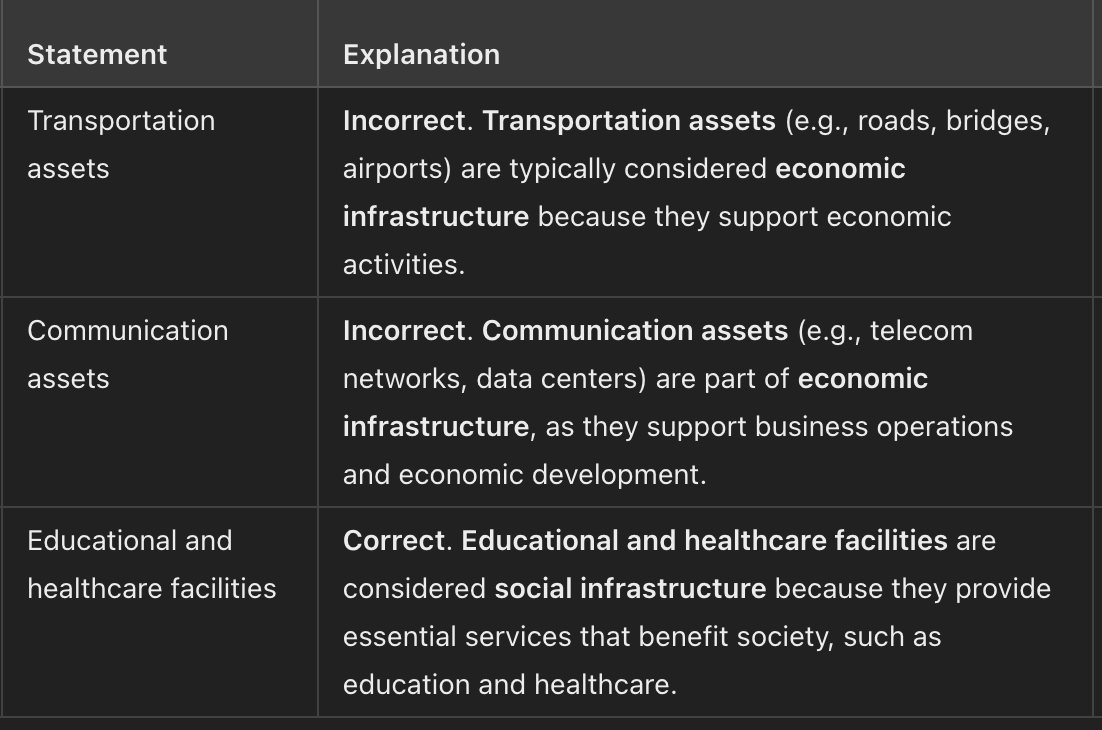 Statement
Explanation
Transportation
assets
Incorrect. Transportation assets (e.g., roads, bridges,
airports) are typically considered economic
infrastructure because they support economic
activities.
Communication
assets
Incorrect. Communication assets (e.g., telecom
networks, data centers) are part of economic
infrastructure, as they support business operations
and economic development.
Educational and
healthcare facilities
Correct. Educational and healthcare facilities are
considered social infrastructure because they provide
essential services that benefit society, such as
education and healthcare.